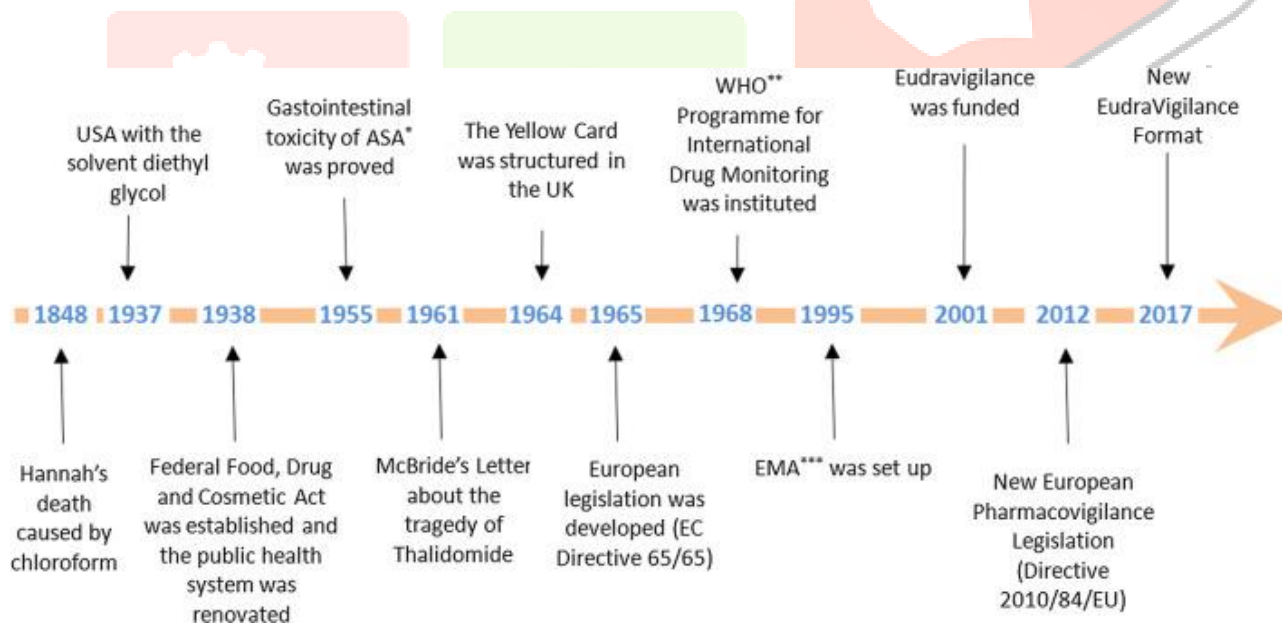 USA with the
solvent diethyl
glycol
Gastointestinal
toxicity of ASA*
was proved
The Yellow Card
was structured in
the UK
WHO**
Programme for
International
Drug Monitoring
was instituted
Eudravigilance
was funded
New
EudraVigilance
Format
1848 1937 1938 1955 1961 1964 1965 1968 1995 2001 2012 2017
Hannah's
death
caused by
chloroform
Federal Food, Drug
and Cosmetic Act
was established and
the public health
system was
renovated
McBride's Letter
about the
tragedy of
Thalidomide
European
legislation was
developed (EC
Directive 65/65)
EMA*** was set up
New European
Pharmacovigilance
Legislation
(Directive
2010/84/EU)